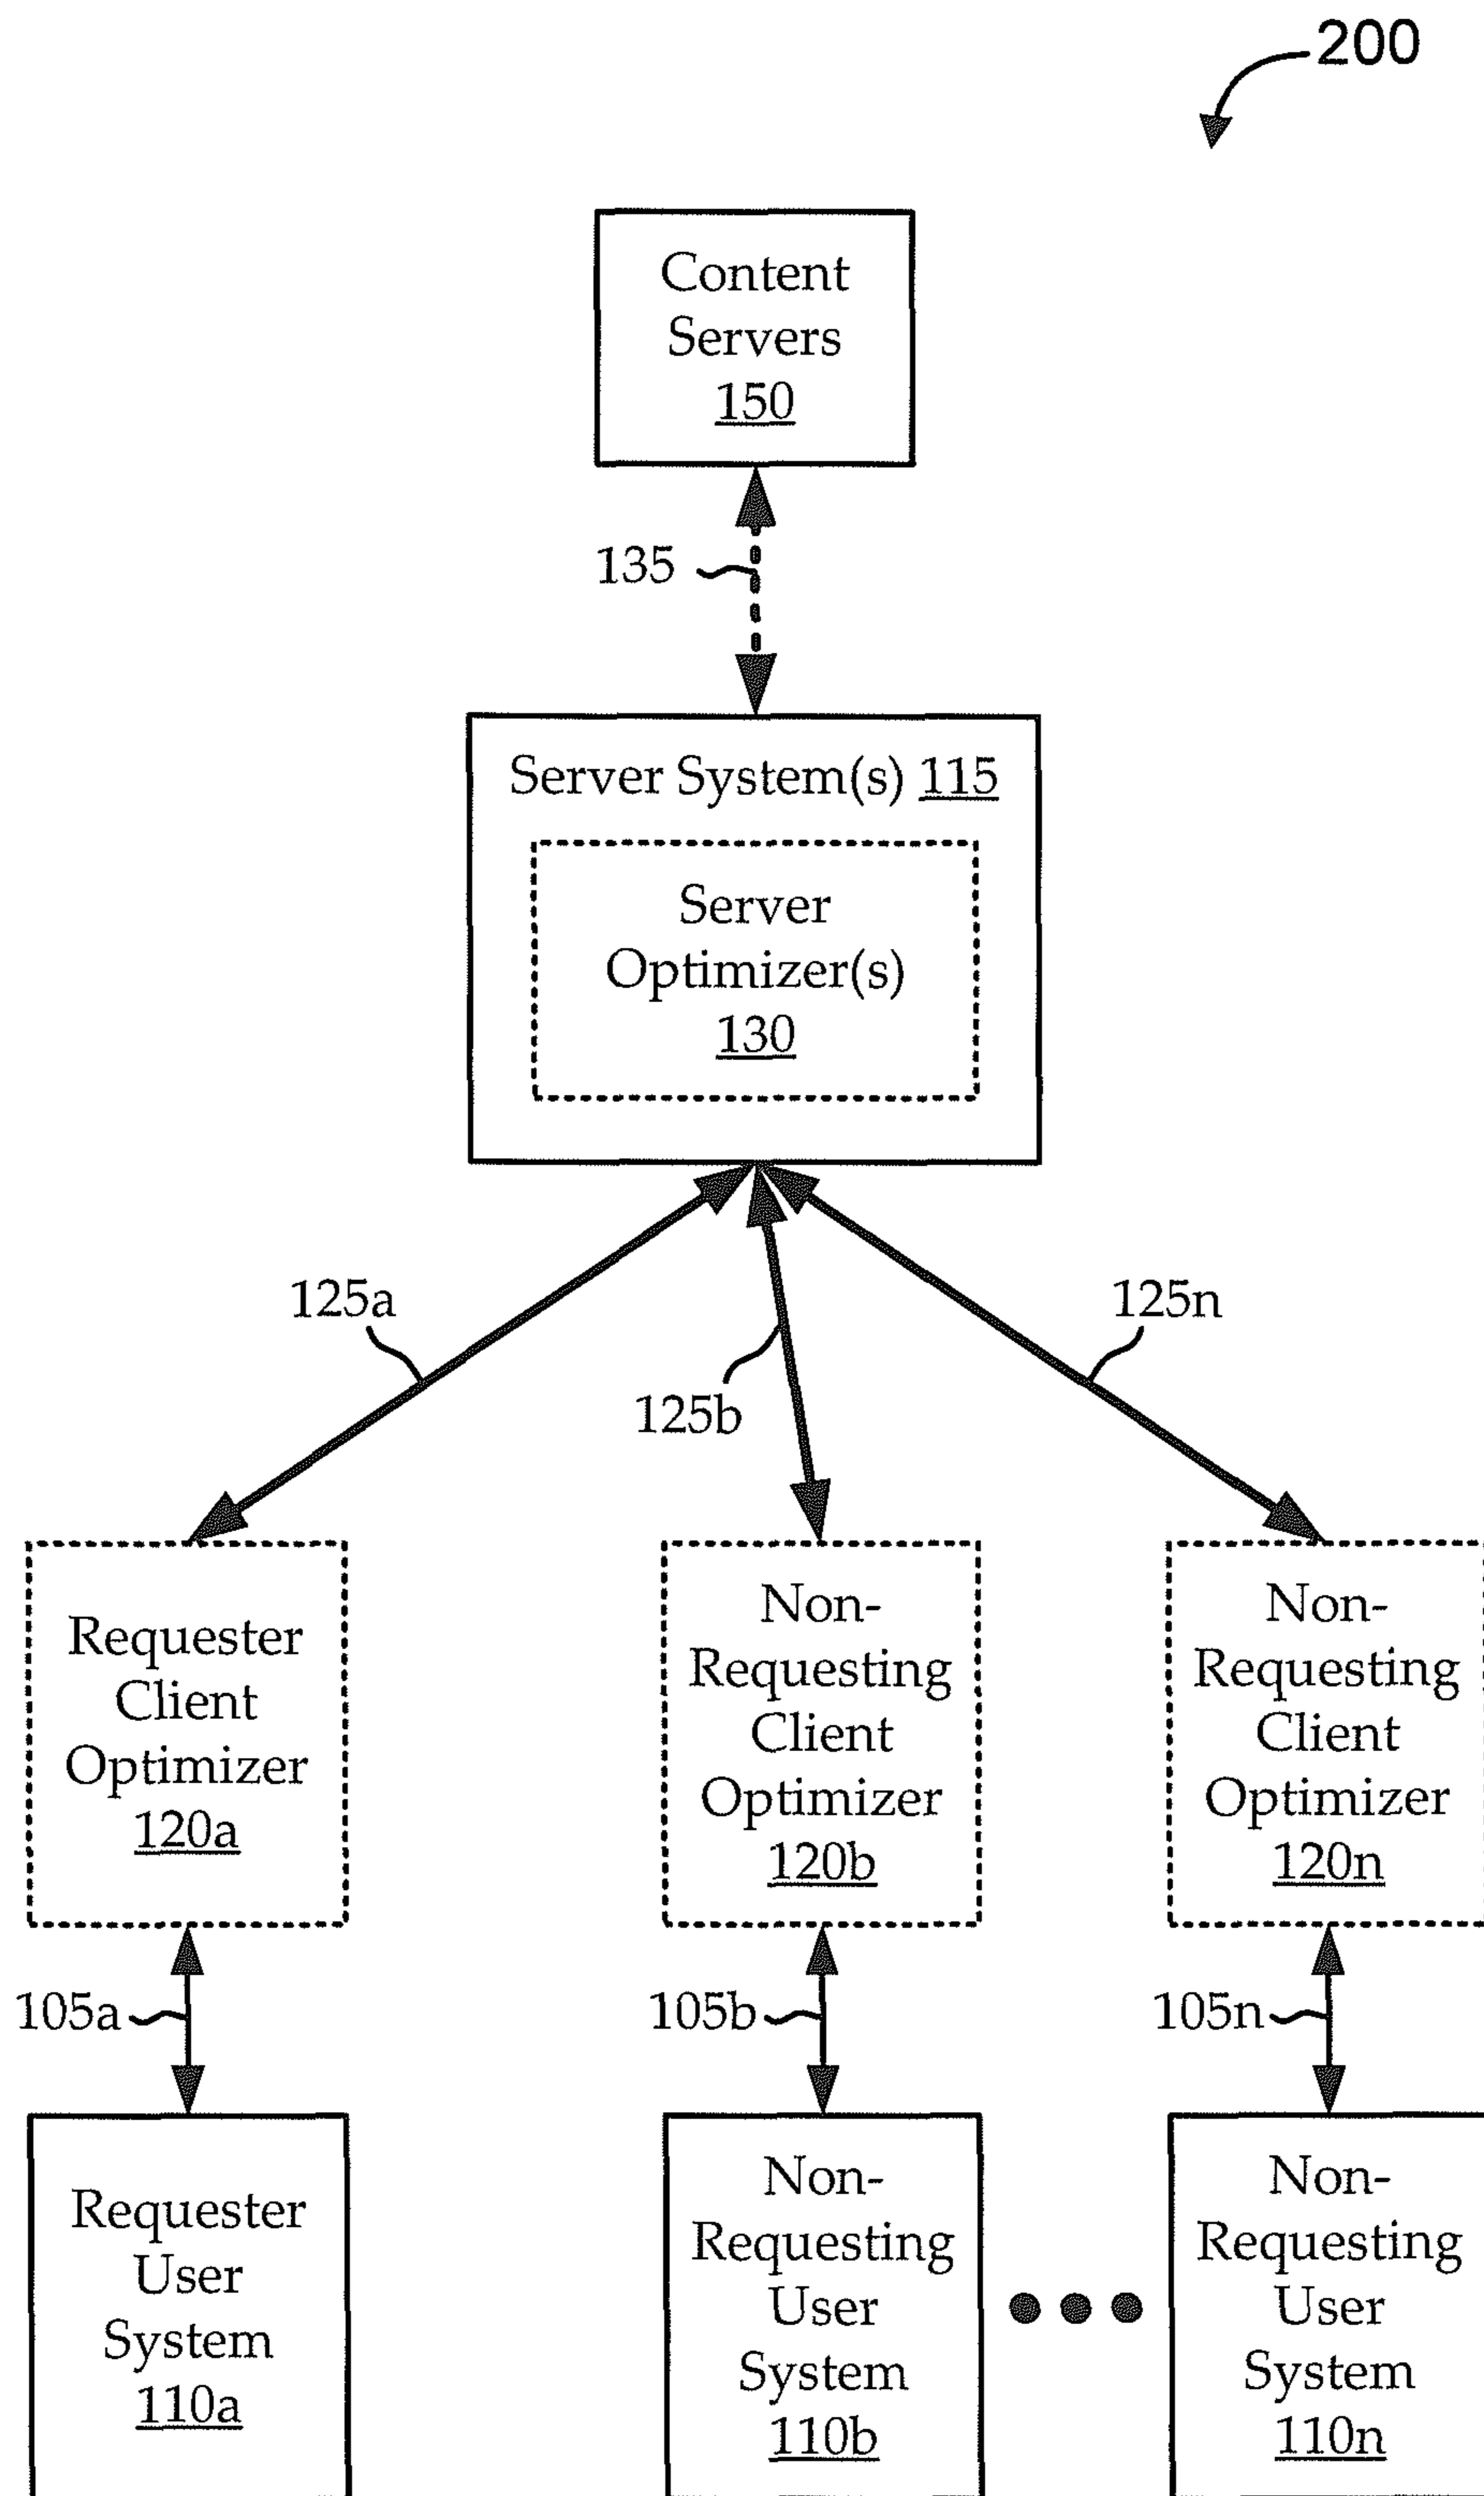 200
Content
Servers
150
135
Server System(s) 115
Server
Optimizer(s)
130
125a
125b
125n
Requester
Client
Optimizer
120a
Non-
Requesting
Client
Optimizer
120b
Non-
Requesting
Client
Optimizer
120n
105a
105b
105n
Requester
User
System
110a
Non-
Requesting
User
System
110b
Non-
Requesting
User
System
110n